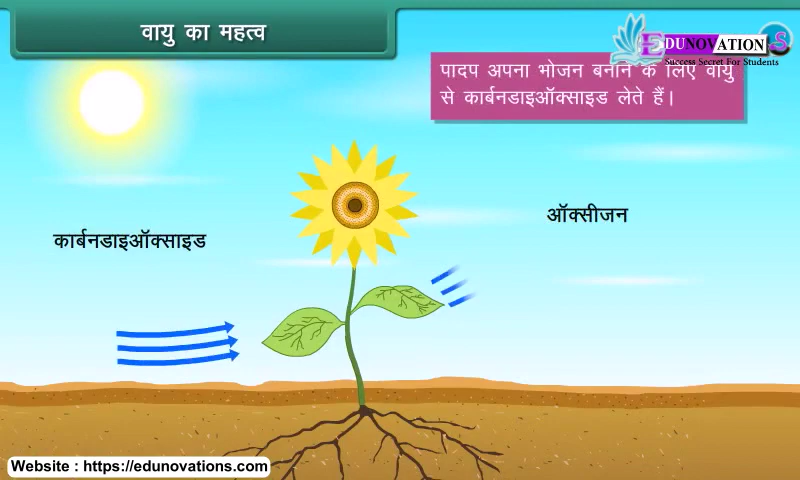 वायु का महत्व
EDUNOVATION.S
Success Secret For Students
पादप अपना भोजन बनाने के लिए वायु
से कार्बनडाइऑक्साइड लेते हैं।
ऑक्सीजन
कार्बनडाइऑक्साइड
Website : https://edunovations.com